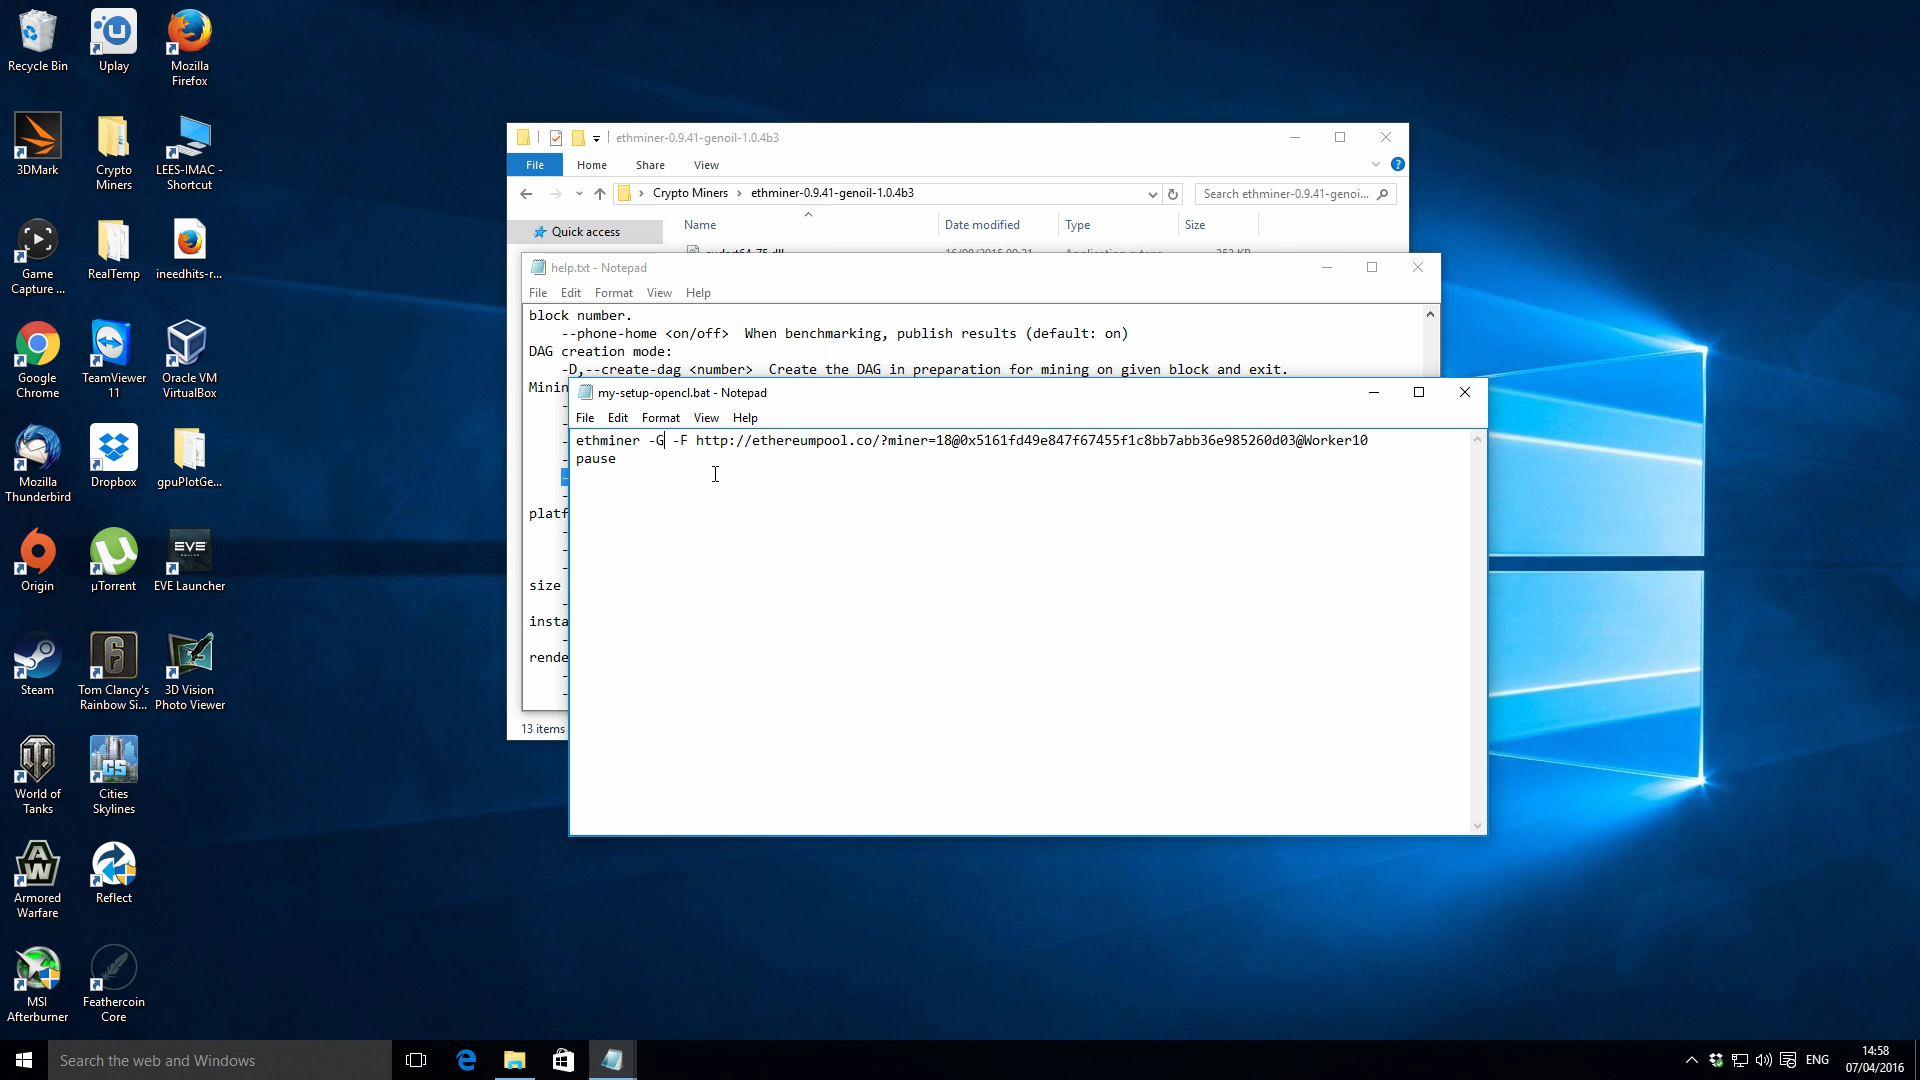 Recycle Bin
Uplay
Mozilla
Firefox
3DMark
Crypto
Miners
LEES-IMAC -
Shortcut
Game
Capture ...
RealTemp
ineedhits-r...
Google
Chrome
TeamViewer
11
Oracle VM
VirtualBox
Mozilla
Thunderbird
Dropbox
gpuPlotGe...
Origin
µTorrent
EVE
EVE Launcher
Steam
Tom Clancy's
Rainbow Si...
3D Vision
Photo Viewer
World of
Tanks
CS
Cities
Skylines
AW
Armored
Warfare
Reflect
MSI
Afterburner
Feathercoin
Core
ethminer-0.9.41-genoil-1.0.4b3
File Home Share View
Crypto Miners > ethminer-0.9.41-genoil-1.0.4b3
Search ethminer-0.9.41-genoi...
Quick access
Name Date modified Type Size
13 items
help.txt - Notepad
File Edit Format View Help
block number.
--phone-home <on/off> When benchmarking, publish results (default: on)
DAG creation mode:
-D,--create-dag <number> Create the DAG in preparation for mining on given block and exit.
Minin
platf
size
insta
rende
my-setup-opencl.bat - Notepad
File Edit Format View Help
ethminer -G -F http://ethereumpool.co/?miner=18@0x5161fd49e847f67455f1c8bb7abb36e985260d03@Worker10
pause
Search the web and Windows
ENG
14:58
07/04/2016